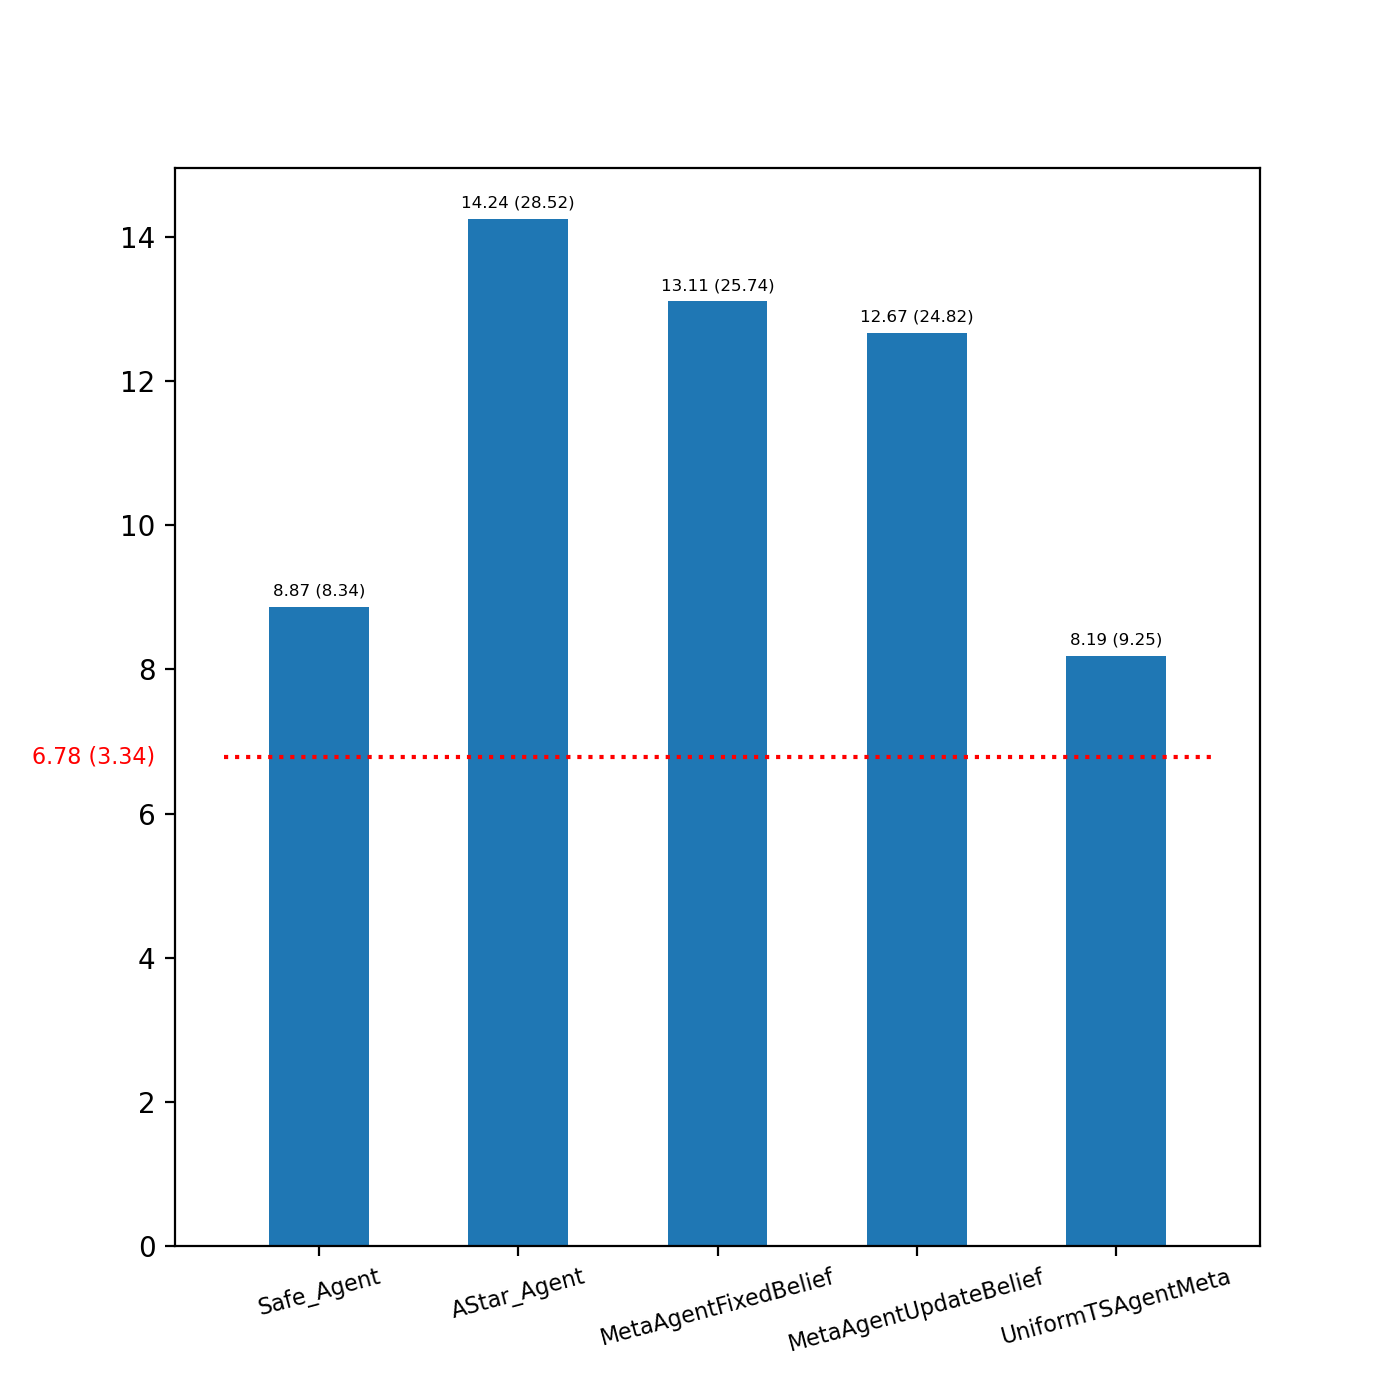 14.24 (28.52)
14
13.11 (25.74)
12.67 (24.82)
12
10
8.87 (8.34)
8.19 (9.25)
8
6.78 (3.34)
6
4
2
0
Safe_Agent
AStar_Agent
MetaAgentFixedBelief
MetaAgentUpdateBelief
UniformTSAgentMeta